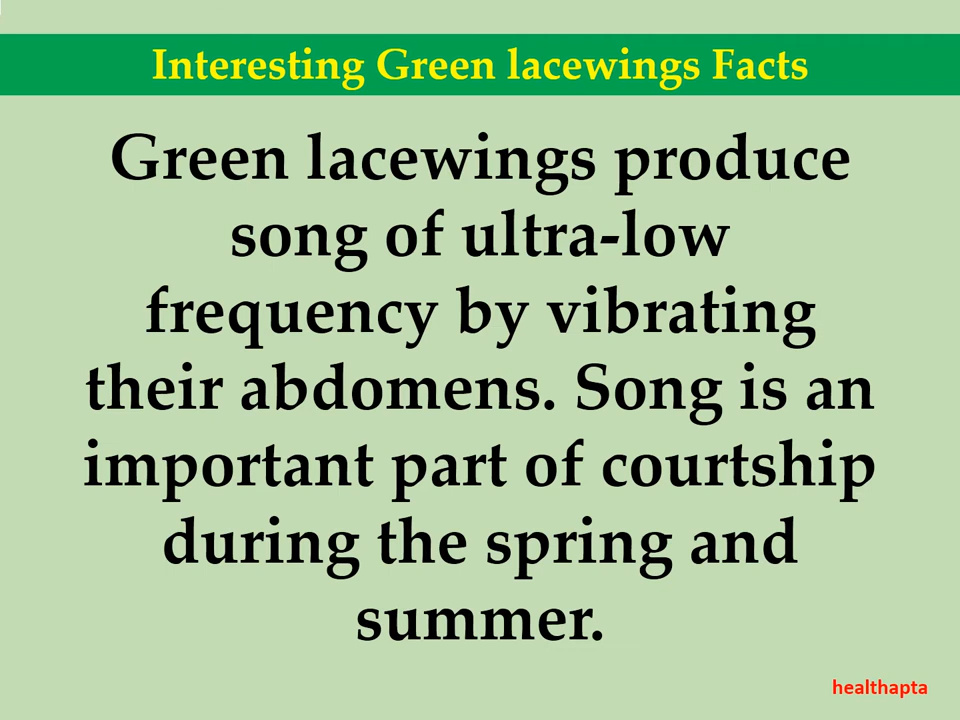 Interesting Green lacewings Facts
Green lacewings produce
song of ultra-low
frequency by vibrating
their abdomens. Song is an
important part of courtship
during the spring and
summer.
healthapta